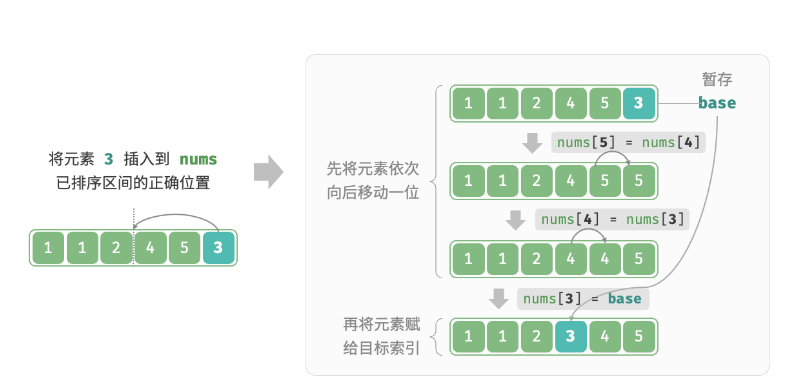 将元素 3 插入到 nums
已排序区间的正确位置
1 1 2 4 5 3
暂存
base
1 1 2 4 5 3
nums[5] = nums[4]
先将元素依次
向后移动一位
1 1 2 4 5 5
nums[4] = nums[3]
1 1 2 4 4 5
nums[3] = base
再将元素赋
给目标索引
1 1 2 3 4 5